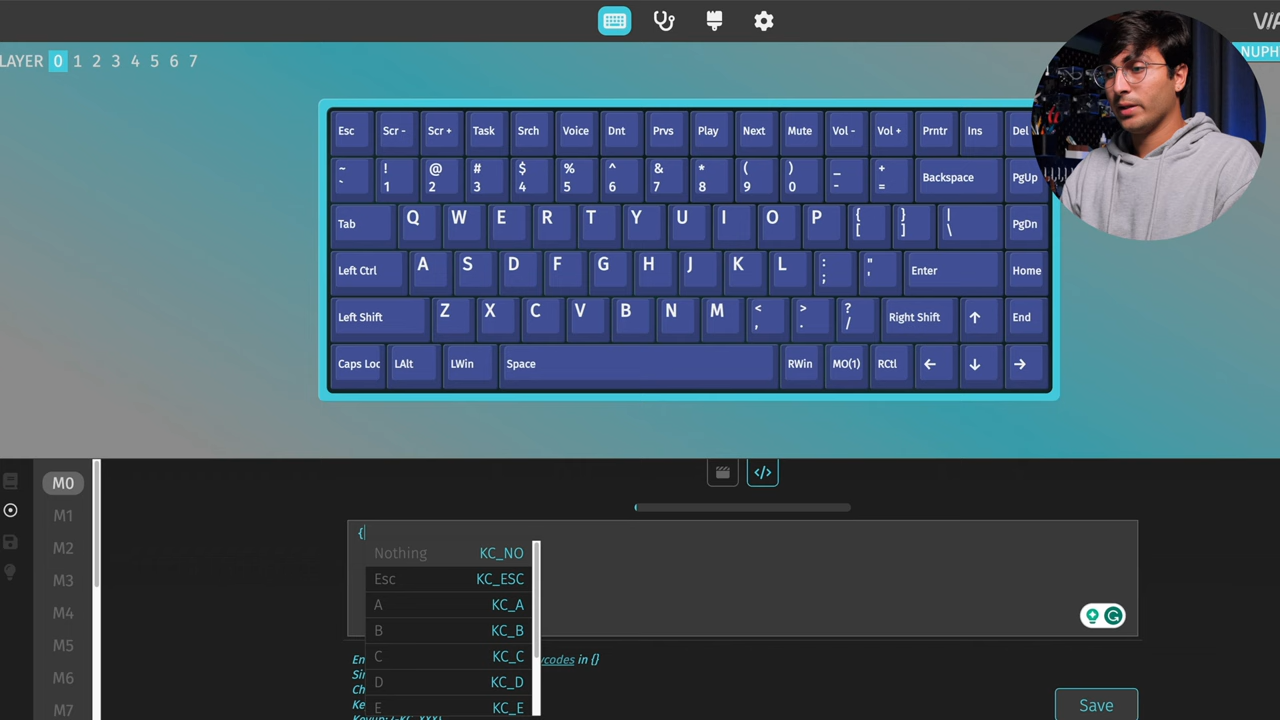 VIA
LAYER 0 1 2 3 4 5 6 7
NUPH
Esc Scr - Scr + Task Srch Voice Dnt Prvs Play Next Mute Vol - Vol + Prntr Ins Del
~ ! @ # $ % ^ & * ( ) _ +
` 1 2 3 4 5 6 7 8 9 0 - = Backspace PgUp
Tab Q W E R T Y U I O P { } | PgDn
[ ] \
Left Ctrl A S D F G H J K L : " Enter Home
; '
Left Shift Z X C V B N M < > ? Right Shift ↑ End
, . /
Caps Loc LAlt LWin Space RWin MO(1) RCtl ← ↓ →
M0
M1
M2
M3
M4
M5
M6
M7
{
Nothing KC_NO
Esc KC_ESC
A KC_A
B KC_B
C KC_C
D KC_D
E KC_E
in {}
Save